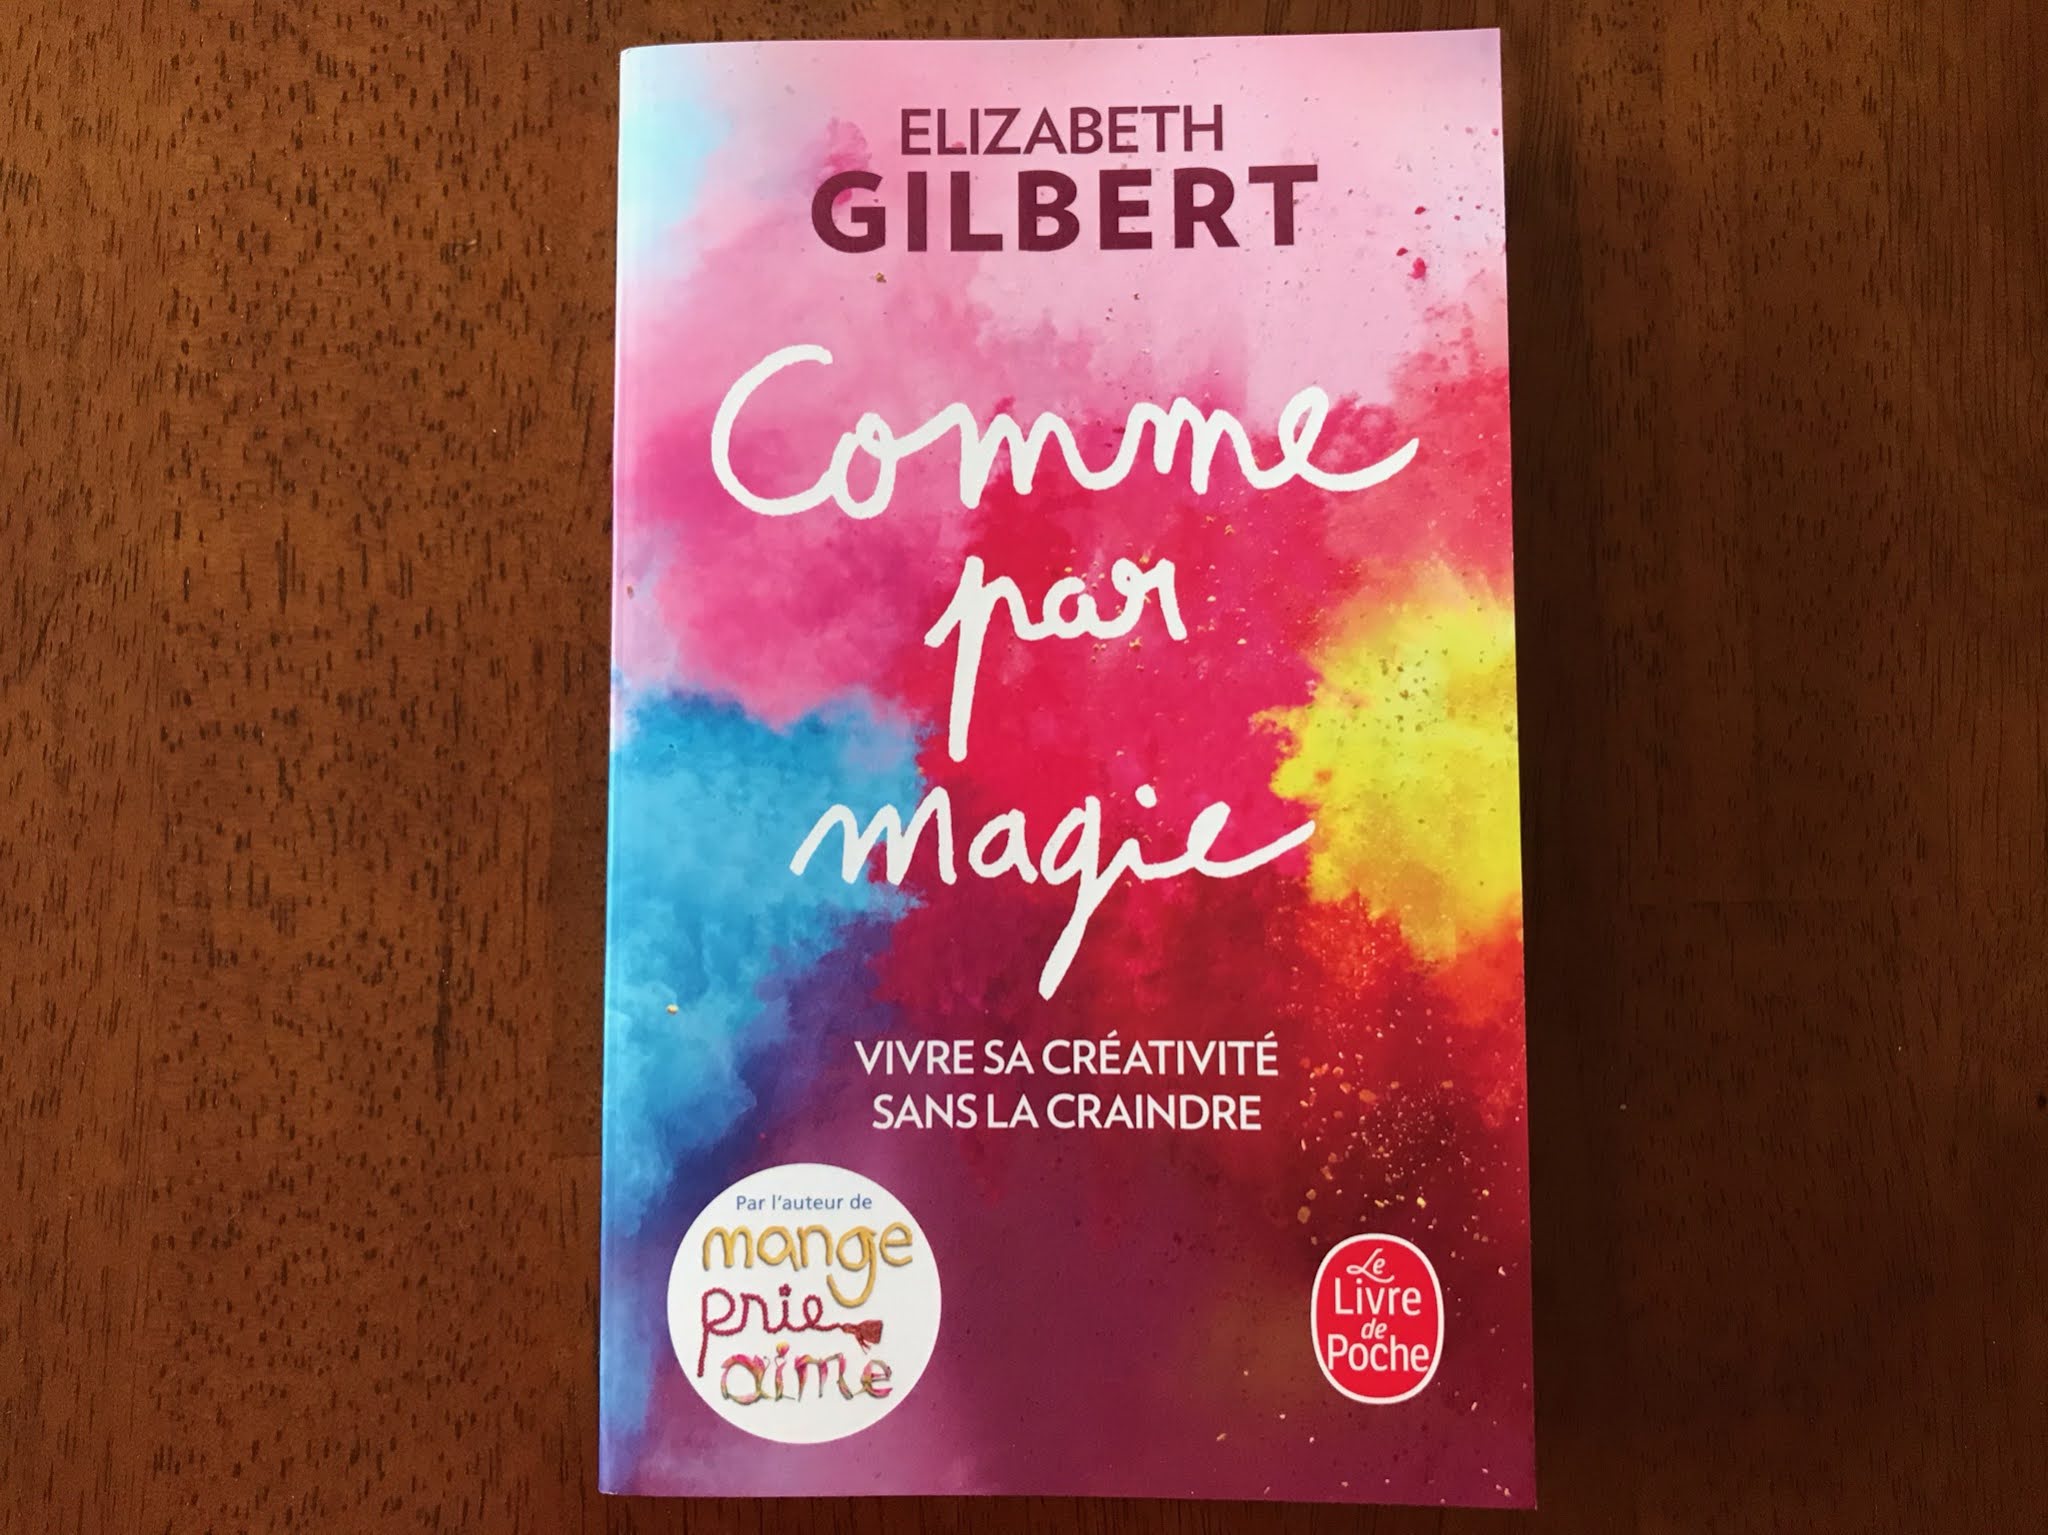 ELIZABETH
GILBERT
Comme
par
magie
VIVRE SA CRÉATIVITÉ
SANS LA CRAINDRE
Par l'auteur de
mange
prie
aime
Le
Livre
de
Poche